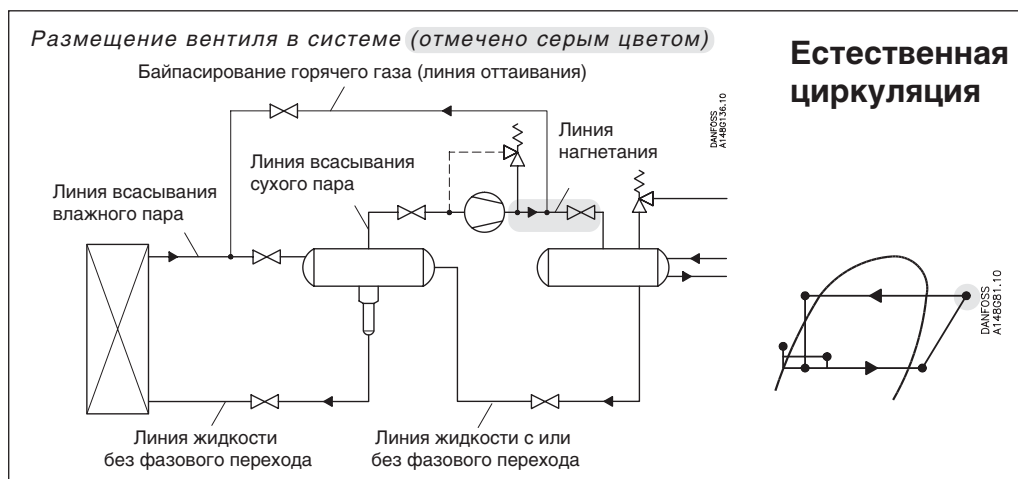 Размещение вентиля в системе (отмечено серым цветом)
Естественная
циркуляция
Байпасирование горячего газа (линия оттаивания)
DANFOSS
A148G136.10
Линия
нагнетания
Линия всасывания
сухого пара
Линия всасывания
влажного пара
DANFOSS
A148G81.10
Линия жидкости
без фазового перехода
Линия жидкости с или
без фазового перехода